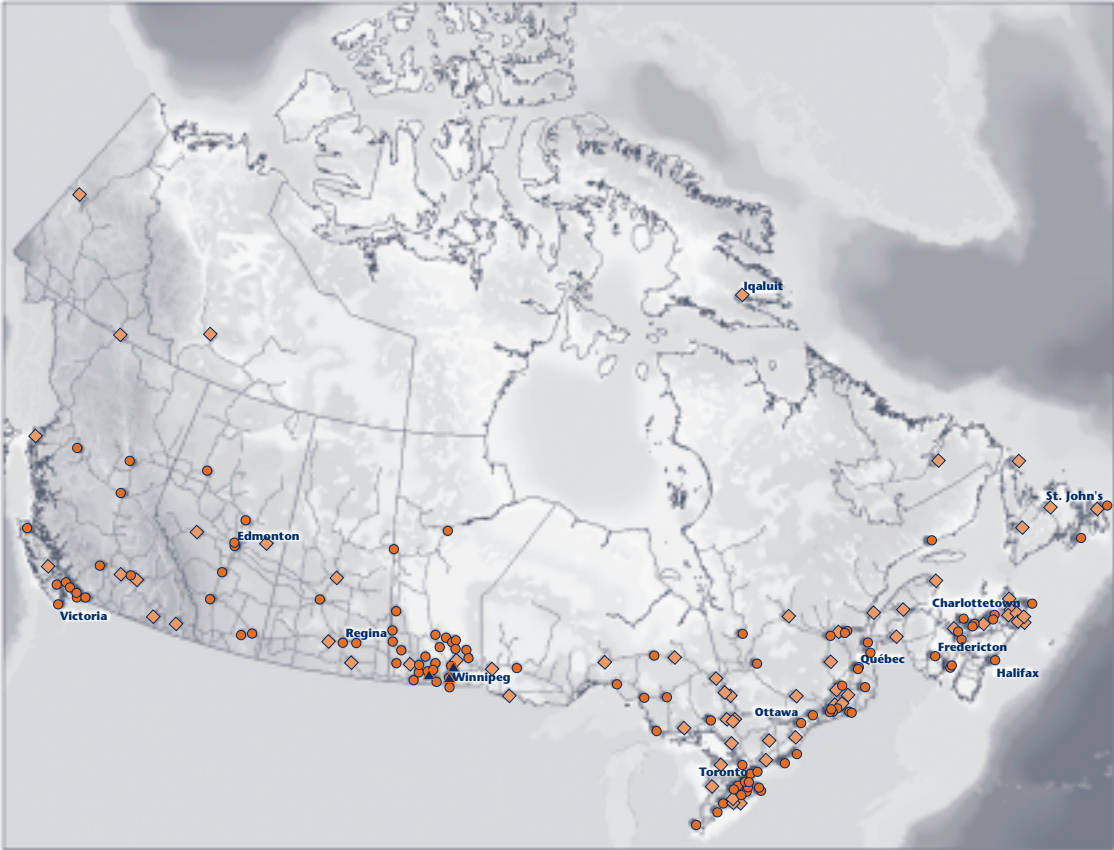 Iqaluit
St. John's
Edmonton
Charlottetown
Victoria
Regina
Fredericton
Québec
Halifax
Winnipeg
Ottawa
Toronto